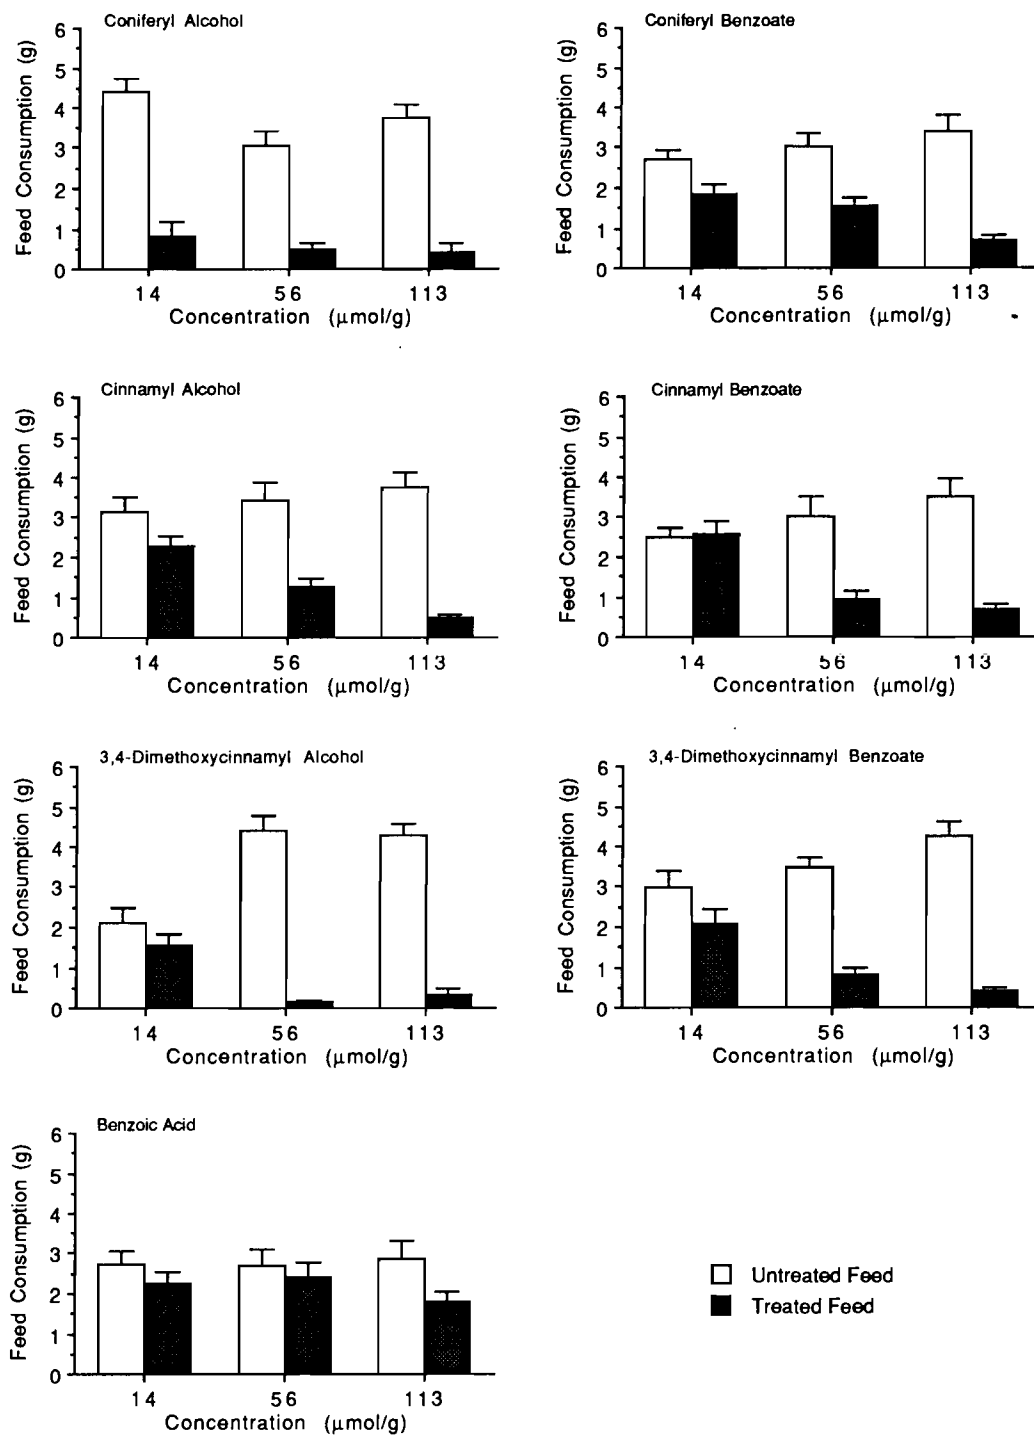 Coniferyl Alcohol
Feed Consumption (g)
6
5
4
3
2
1
0
14 56 113
Concentration (μmol/g)
Coniferyl Benzoate
Feed Consumption (g)
6
5
4
3
2
1
0
14 56 113
Concentration (μmol/g)
Cinnamyl Alcohol
Feed Consumption (g)
6
5
4
3
2
1
0
14 56 113
Concentration (μmol/g)
Cinnamyl Benzoate
Feed Consumption (g)
6
5
4
3
2
1
0
14 56 113
Concentration (μmol/g)
3,4-Dimethoxycinnamyl Alcohol
Feed Consumption (g)
6
5
4
3
2
1
0
14 56 113
Concentration (μmol/g)
3,4-Dimethoxycinnamyl Benzoate
Feed Consumption (g)
6
5
4
3
2
1
0
14 56 113
Concentration (μmol/g)
Benzoic Acid
Feed Consumption (g)
6
5
4
3
2
1
0
14 56 113
Concentration (μmol/g)
Untreated Feed
Treated Feed